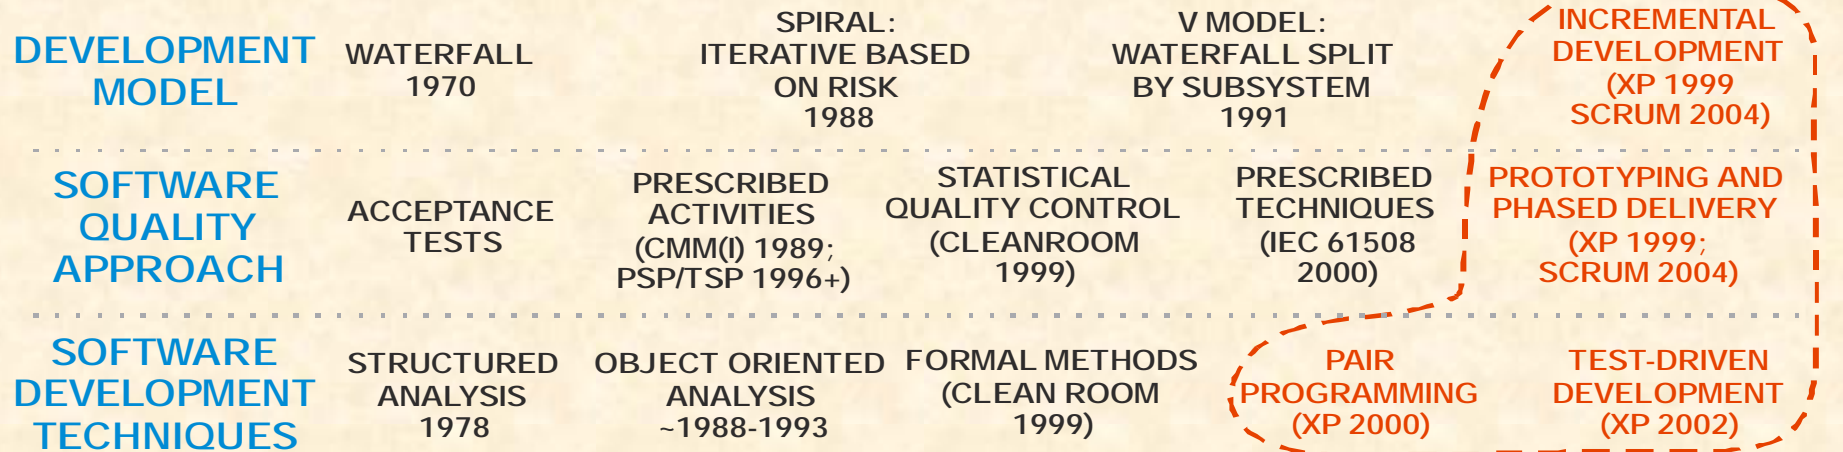 DEVELOPMENT
MODEL
WATERFALL
1970
SPIRAL:
ITERATIVE BASED
ON RISK
1988
V MODEL:
WATERFALL SPLIT
BY SUBSYSTEM
1991
INCREMENTAL
DEVELOPMENT
(XP 1999
SCRUM 2004)
SOFTWARE
QUALITY
APPROACH
ACCEPTANCE
TESTS
PRESCRIBED
ACTIVITIES
(CMM(I) 1989;
PSP/TSP 1996+)
STATISTICAL
QUALITY CONTROL
(CLEANROOM
1999)
PRESCRIBED
TECHNIQUES
(IEC 61508
2000)
PROTOTYPING AND
PHASED DELIVERY
(XP 1999;
SCRUM 2004)
SOFTWARE
DEVELOPMENT
TECHNIQUES
STRUCTURED
ANALYSIS
1978
OBJECT ORIENTED
ANALYSIS
~1988-1993
FORMAL METHODS
(CLEAN ROOM
1999)
PAIR
PROGRAMMING
(XP 2000)
TEST-DRIVEN
DEVELOPMENT
(XP 2002)